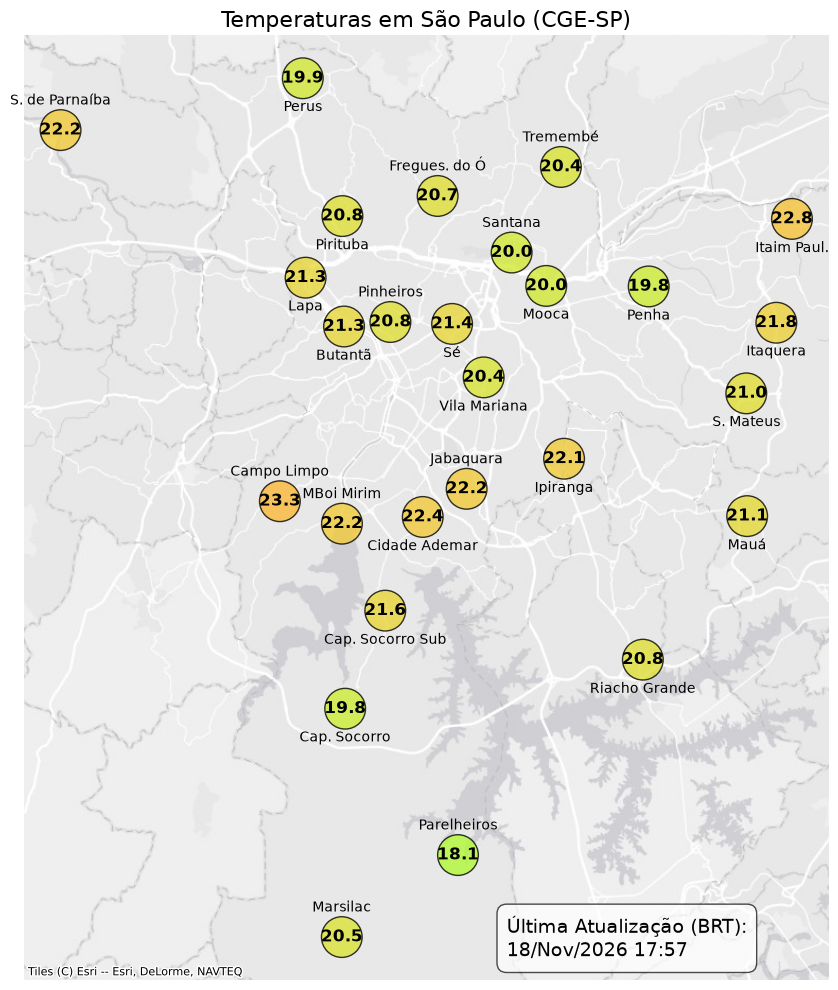 Temperaturas em São Paulo (CGE-SP)
19.9
Perus
S. de Parnaíba
22.2
Tremembé
20.4
Fregues. do Ó
20.7
20.8
Pirituba
22.8
Itaim Paul.
Santana
20.0
21.3
Lapa
20.0
Mooca
19.8
Penha
Pinheiros
20.8
21.3
Butantã
21.4
Sé
21.8
Itaquera
20.4
Vila Mariana
21.0
S. Mateus
22.1
Ipiranga
Jabaquara
22.2
Campo Limpo
23.3
MBoi Mirim
22.2
22.4
Cidade Ademar
21.1
Mauá
21.6
Cap. Socorro Sub
20.8
Riacho Grande
19.8
Cap. Socorro
Parelheiros
18.1
Marsilac
20.5
Última Atualização (BRT):
18/Nov/2026 17:57
Tiles (C) Esri -- Esri, DeLorme, NAVTEQ